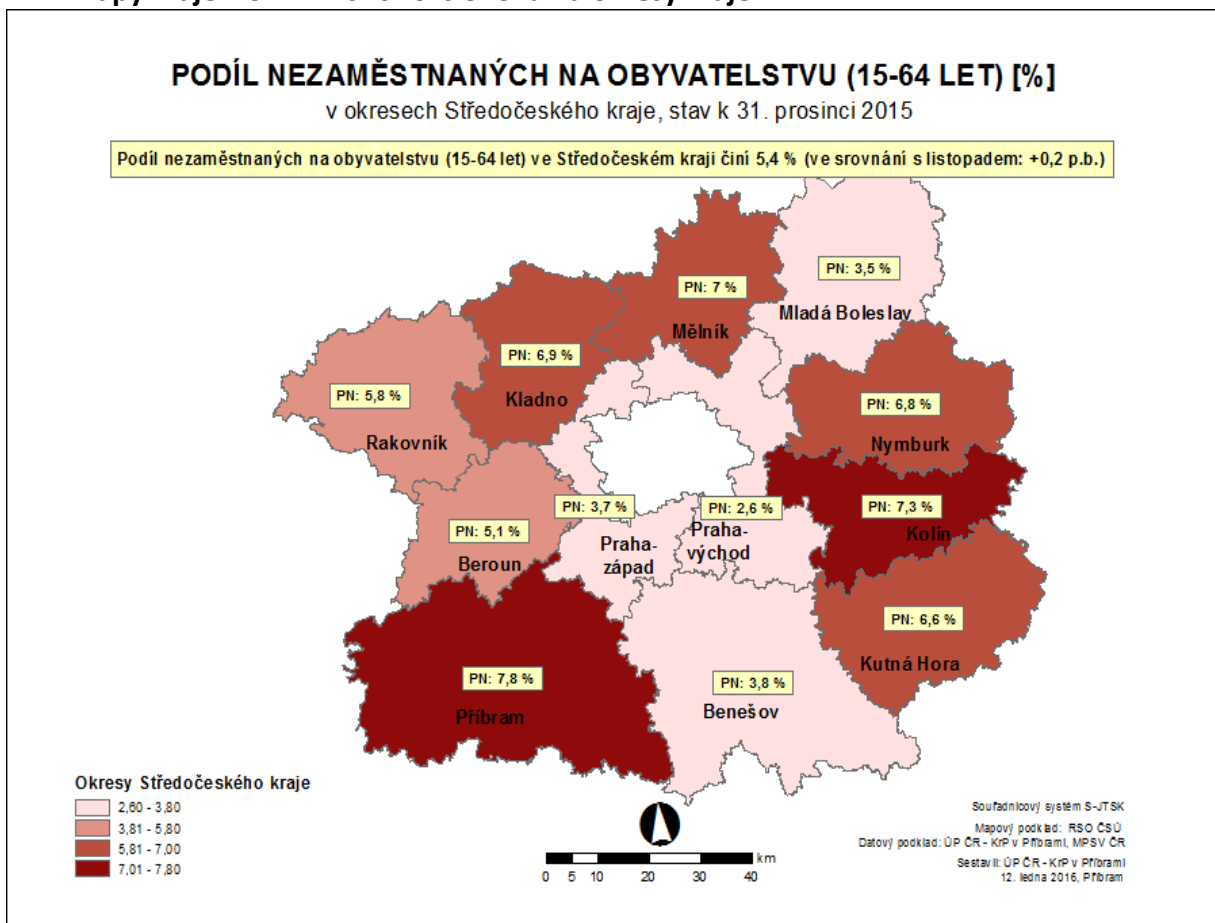 PODÍL NEZAMĚSTNANÝCH NA OBYVATELSTVU (15-64 LET) [%]
v okresech Středočeského kraje, stav k 31. prosinci 2015
Podíl nezaměstnaných na obyvatelstvu (15-64 let) ve Středočeském kraji činí 5,4 % (ve srovnání s listopadem: +0,2 p.b.)
PN: 3,5 %
Mladá Boleslav
PN: 7 %
Mělník
PN: 6,9 %
Kladno
PN: 5,8 %
Rakovník
PN: 6,8 %
Nymburk
PN: 3,7 %
Praha-
západ
PN: 2,6 %
Praha-
východ
PN: 7,3 %
Kolín
PN: 5,1 %
Beroun
PN: 6,6 %
Kutná Hora
PN: 7,8 %
Příbram
PN: 3,8 %
Benešov
Okresy Středočeského kraje
2,60 - 3,80
3,81 - 5,80
5,81 - 7,00
7,01 - 7,80
km
0 5 10 20 30 40
Souřadnicový systém S-JTSK
Mapový podklad: RSO ČSÚ
Datový podklad: ÚP ČR - KrP v Příbrami, MPSV ČR
Sestavil: ÚP ČR - KrP v Příbrami
12. ledna 2016, Příbram